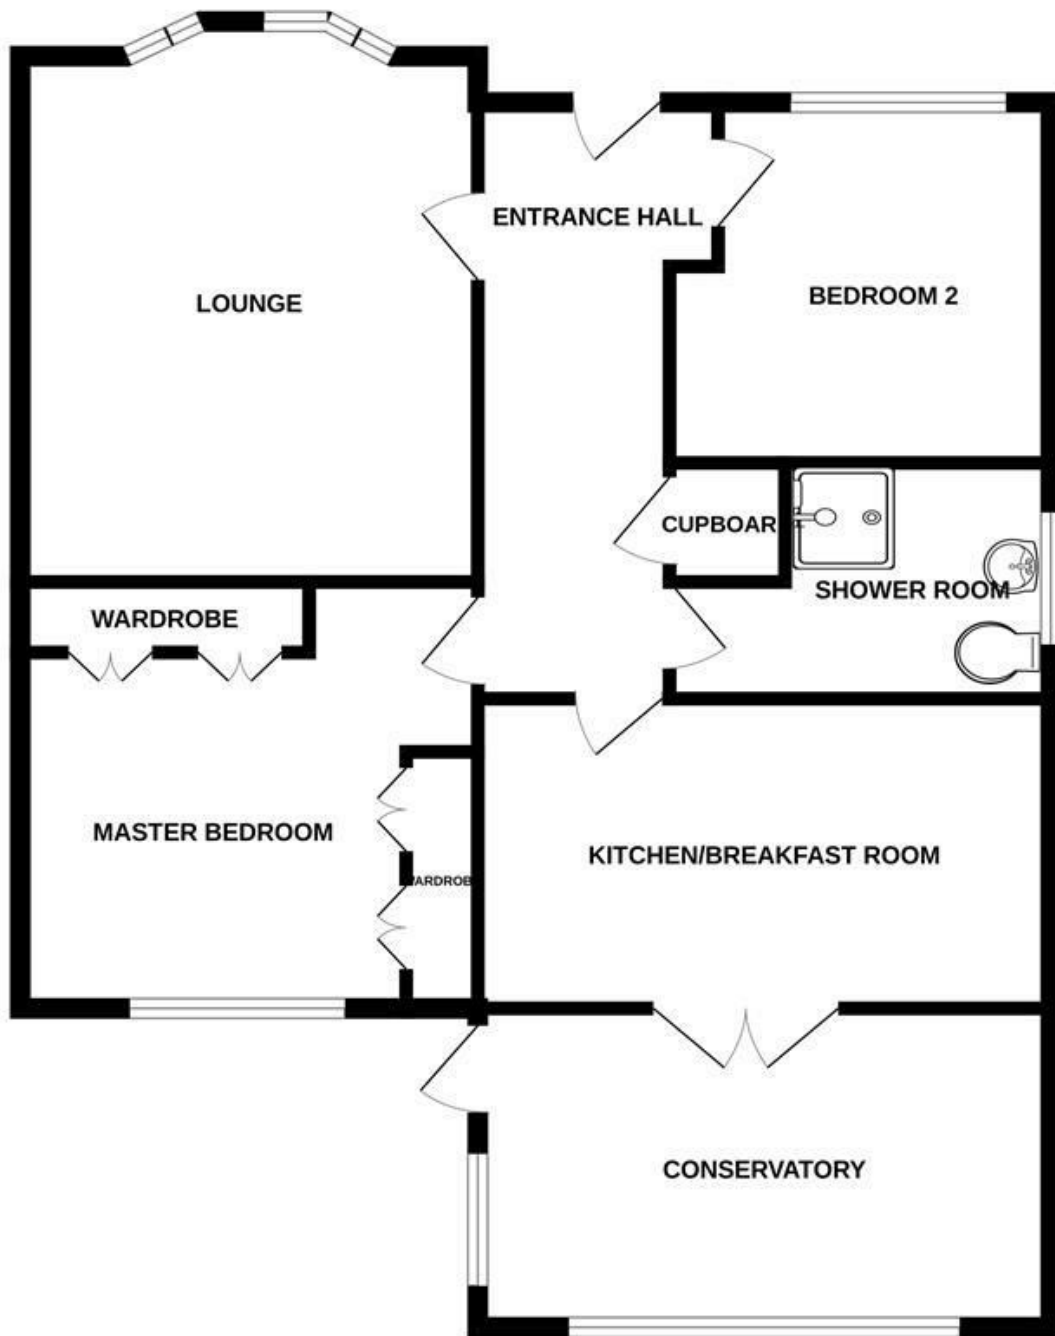 ENTRANCE HALL
LOUNGE
BEDROOM 2
CUPBOAR
SHOWER ROOM
WARDROBE
MASTER BEDROOM
KITCHEN/BREAKFAST ROOM
ARDROB
CONSERVATORY